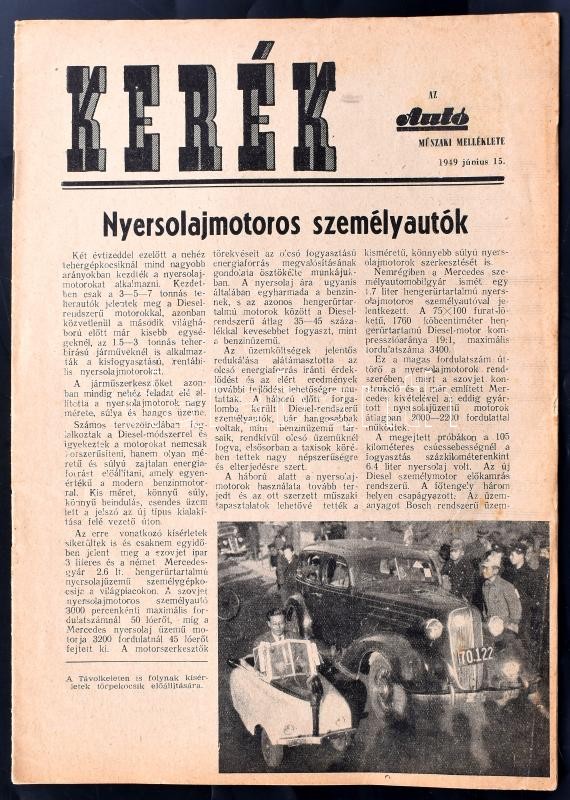 KERÉK
AZ
Autó
MŰSZAKI MELLÉKLETE
1949 június 15.
Nyersolajmotoros személyautók
Két évtizeddel ezelőtt a nehéz
tehergépkocsiknál mind nagyobb
arányokban kezdték a nyersolaj-
motorokat alkalmazni. Kezdet-
ben csak a 3—5—7 tonnás te-
herautók jelentek meg a Diesel-
rendszerű motorokkal, azonban
közvetlenül a második világhá-
ború előtt már kisebb egysé-
geknél, az 1.5—3 tonnás teher-
bírású járműveknél is alkalmaz-
ták a kisfogyasztású, rentábi-
lis nyersolajmotorokat.
A járműszerkesztőket azon-
ban mindig nehéz feladat elé ál-
lította a nyersolajmotorok nagy
mérete, súlya és hangos üzeme.
Számos tervezőirodában fog-
lalkoztak a Diesel-módszerrel és
igyekeztek a motorokat nemcsak
korszerűsíteni, hanem olyan mé-
retű és súlyú zajtalan energia-
forrást előállítani, amely egyen-
értékű a modern benzinmotor-
ral. Kis méret, könnyű súly,
könnyű beindulás, csendes üzem
lett a jelszó az új típus kialakí-
tása felé vezető úton.
Az erre vonatkozó kísérletek
sikerültek is és csaknem egyidő-
ben jelent meg a szovjet ipar
3 literes és a német Mercedes-
gyár 2.6 lt. hengerűrtartalmú
nyersolajüzemű személygépko-
csija a világpiacokon. A szovjet
nyersolajmotoros személyautó
3000 percenkénti maximális for-
dulatszámnál 50 lóerőt, míg a
Mercedes nyersolaj üzemű mo-
torja 3200 fordulatnál 45 lóerőt
fejtett ki. A motorszerkesztők
A Távolkeleten is folynak kísér-
letek törpekocsik előállítására.
törekvéseit az olcsó fogyasztású
energiaforrás megvalósításának
gondolata ösztökélte munkájuk-
ban. A nyersolaj ára ugyanis
általában egyharmada a benzin-
nek, s az azonos hengerűrtar-
talmú motorok között a Diesel-
rendszerű átlag 35—45 száza-
lékkal kevesebbet fogyaszt, mint
a benzinüzemű.
Az üzemköltségek jelentős
redukálása alátámasztotta az
olcsó energiaforrás iránti érdek-
lődést és az elért eredmények
további fejlődési lehetőségre mu-
tattak. A háború előtt forga-
lomba került Diesel-rendszerű
személyautók, bár hangosabbak
voltak, mint benzinüzemű tár-
saik, rendkívül olcsó üzemüknél
fogva, elsősorban a taxisok köré-
ben tettek nagy népszerűségre
és elterjedésre szert.
A háború alatt a nyersolaj-
motorok használata tovább ter-
jedt és az ott szerzett műszaki
tapasztalatok lehetővé tették a
kisméretű, könnyebb súlyú nyers-
olajmotorok szerkesztését is.
Nemrégiben a Mercedes sze-
mélyautomobilgyár ismét egy
1.7 liter hengerűrtartalmú nyers-
olajmotoros személyautóval je-
lentkezett. A 75×100 furat-lö-
ketű, 1760 köbcentiméter hen-
gerűrtartalmú Diesel-motor kom-
presszióaránya 19:1, maximális
fordulatszáma 3400.
Ez a magas fordulatszám út-
törő a nyersolajmotorok rend-
szerében, mert a szovjet kon-
strukció és a már említett Mer-
cedes kivételével az eddig gyár-
tott nyersolajüzemű motorok
átlagban 2000—2200 fordulattal
működtek.
A megejtett próbákon a 105
kilométeres csúcssebességnél a
fogyasztás százkilométerenkint
6.4 liter nyersolaj volt. Az új
Diesel személymotor előkamrás
rendszerű. A főtengely három
helyen csapágyazott. Az üzem-
anyagot Bosch rendszerű üzem-
TO.122